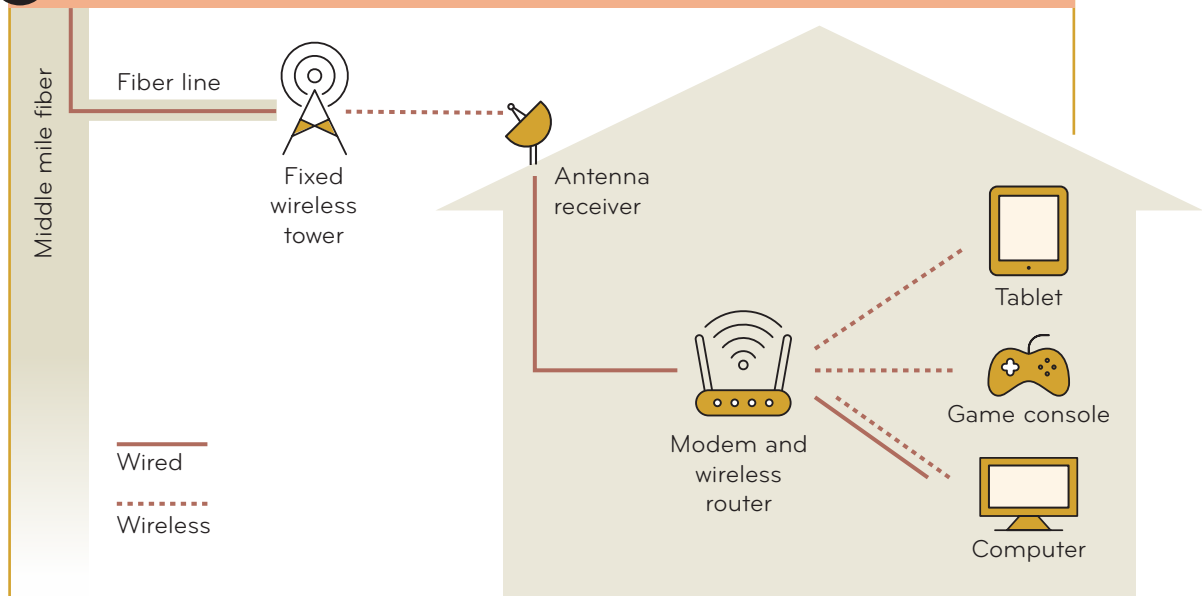 Middle mile fiber
Fiber line
Fixed
wireless
tower
Antenna
receiver
Tablet
Game console
Modem and
wireless
router
Computer
Wired
Wireless